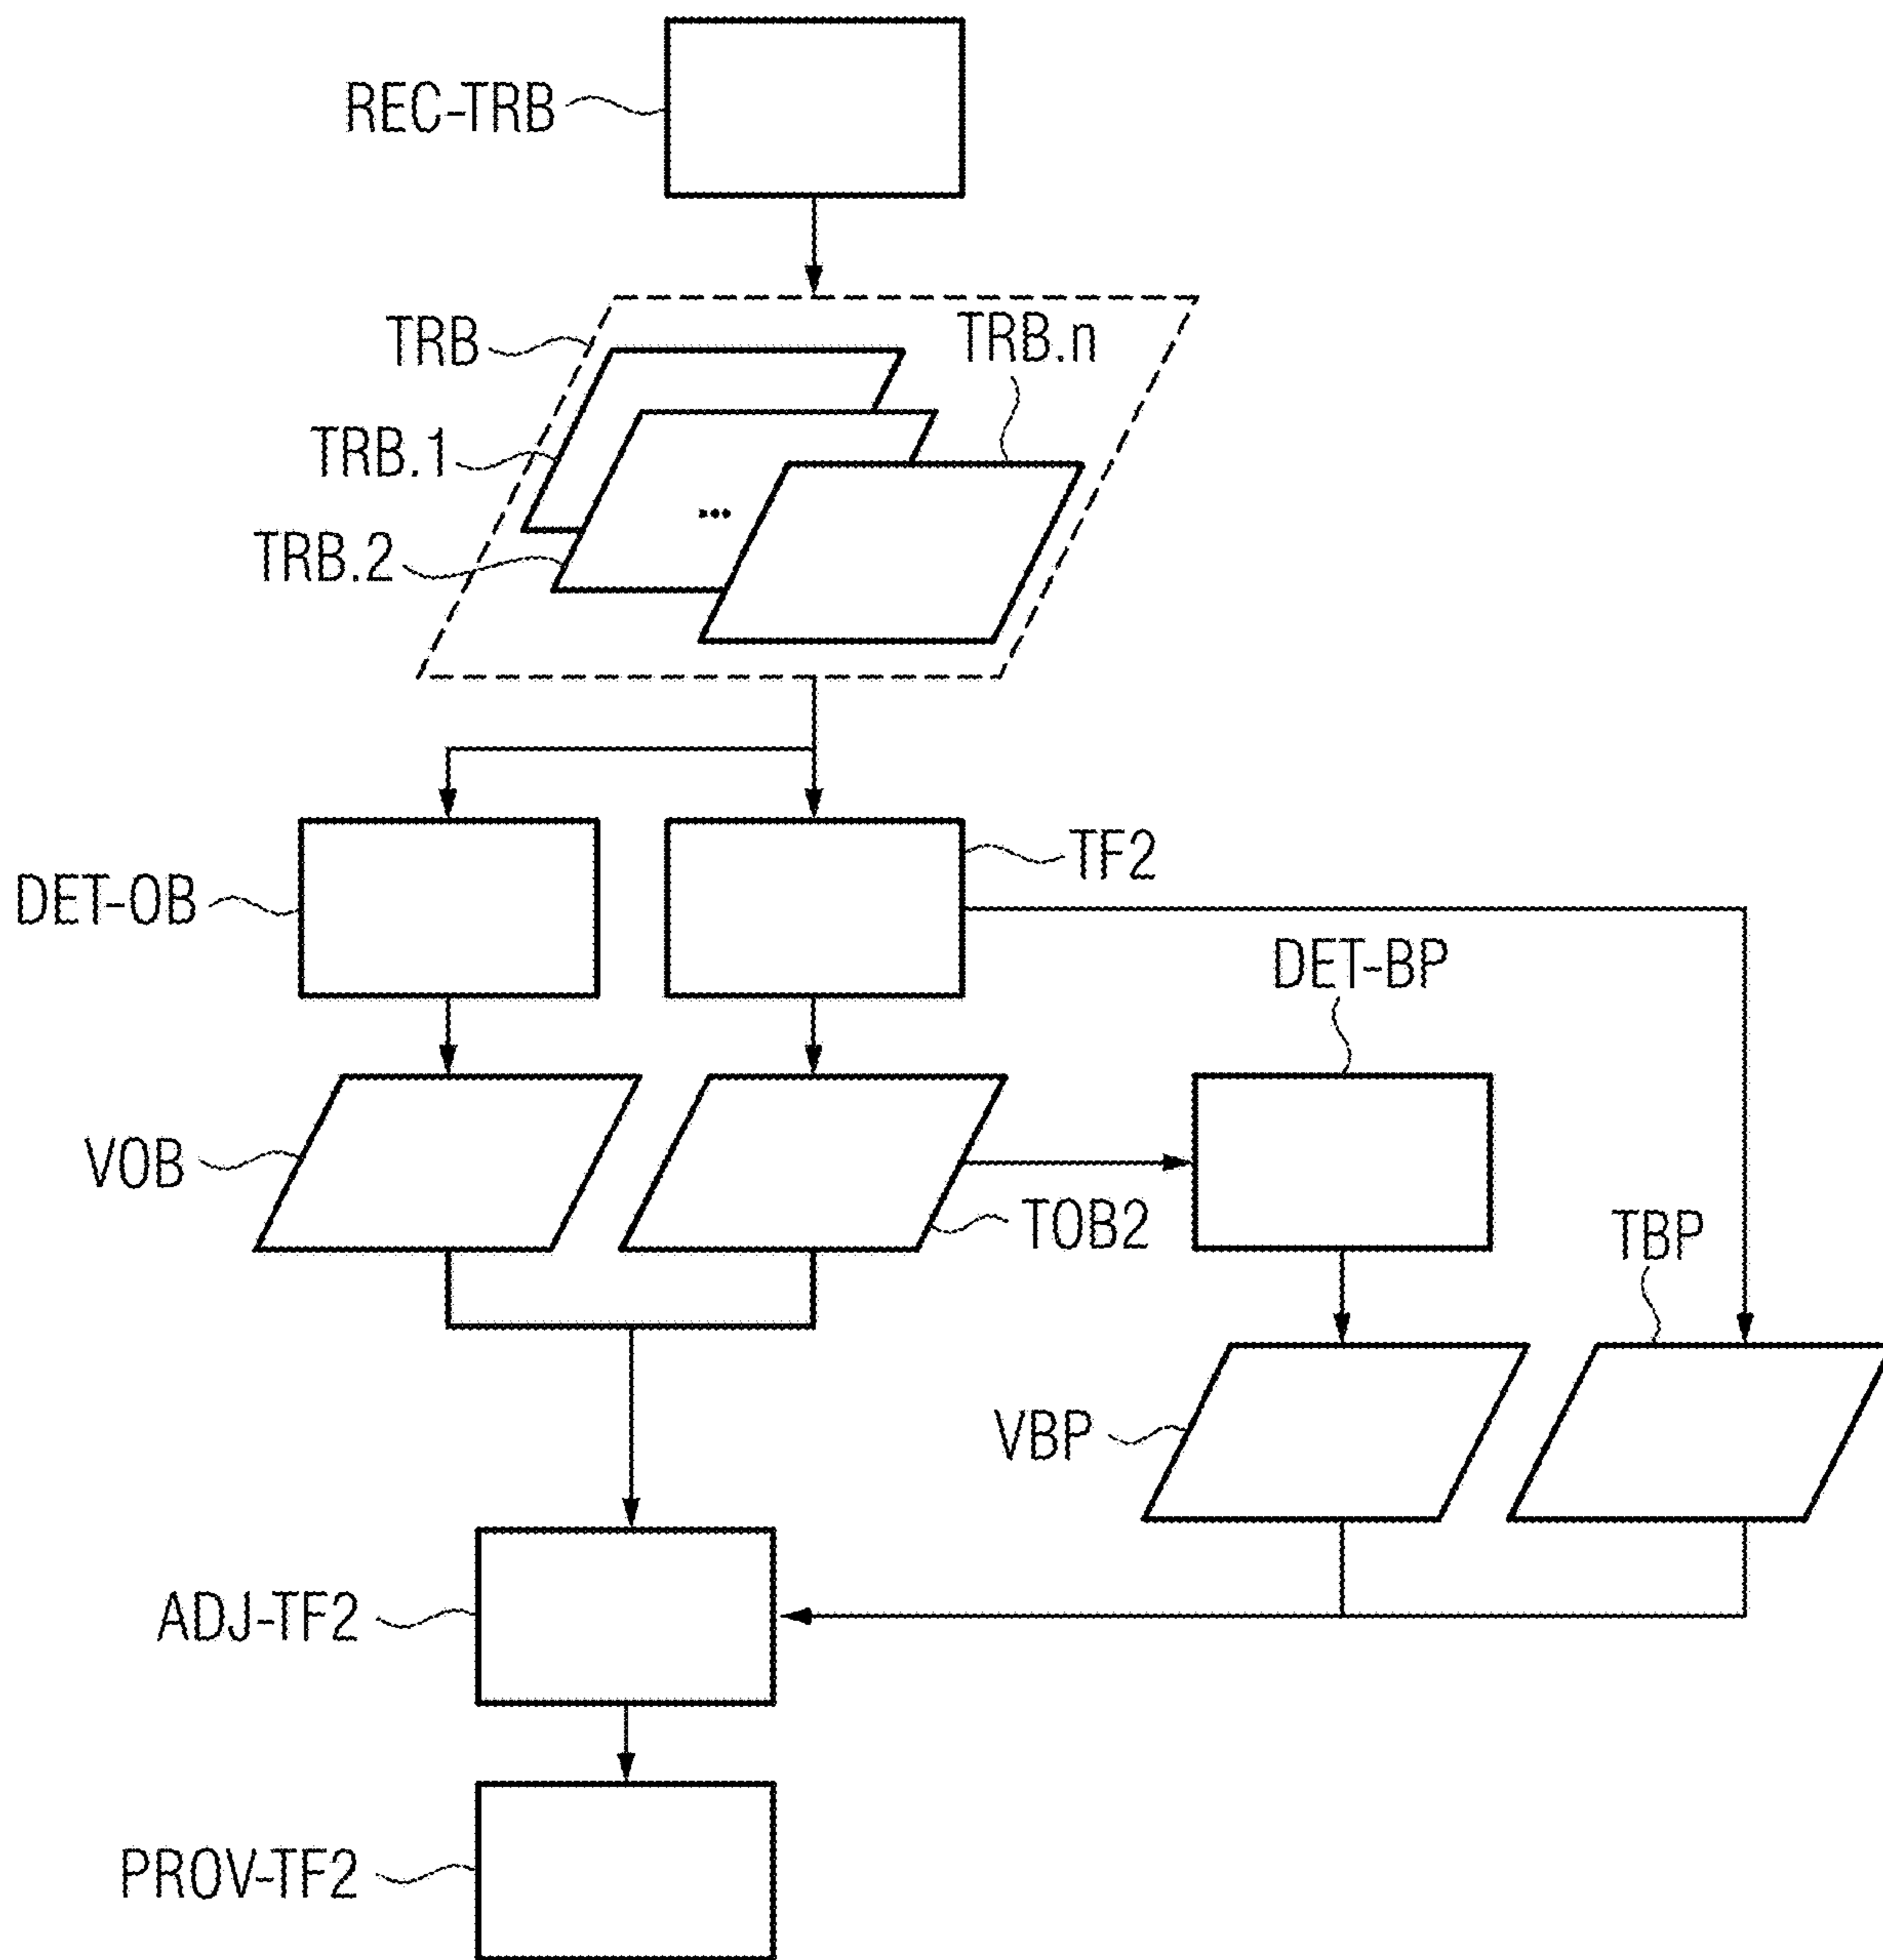 REC-TRB
TRB
TRB.n
TRB.1
TRB.2
...
TF2
DET-OB
DET-BP
VOB
TOB2
TBP
VBP
ADJ-TF2
PROV-TF2